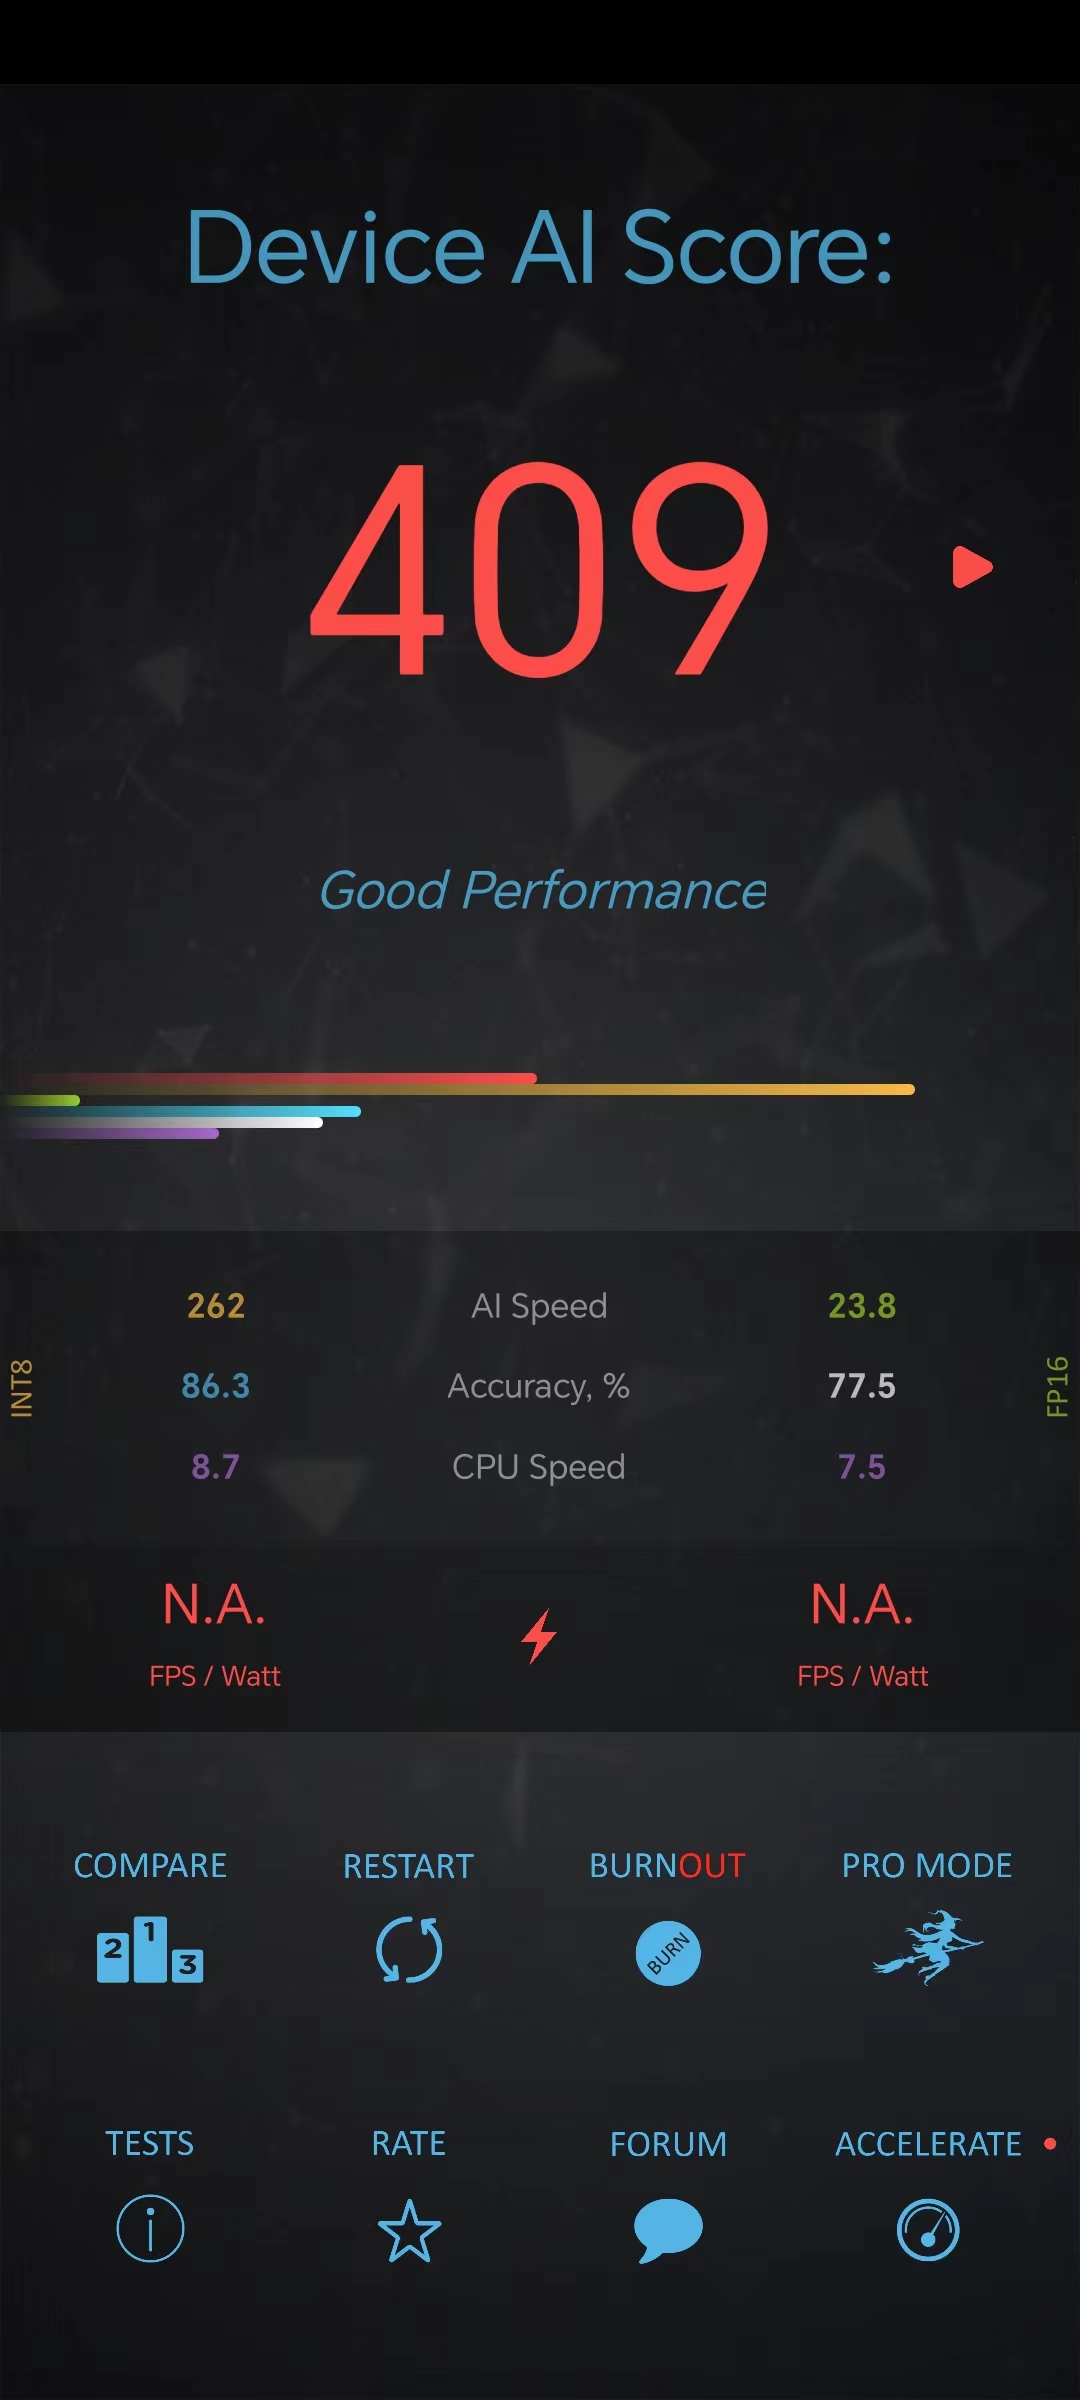 Device AI Score:
409
Good Performance
INT8
262 AI Speed 23.8
86.3 Accuracy, % 77.5
8.7 CPU Speed 7.5
FP16
N.A. N.A.
FPS / Watt FPS / Watt
COMPARE RESTART BURNOUT PRO MODE
2 1 3 BURN
TESTS RATE FORUM ACCELERATE